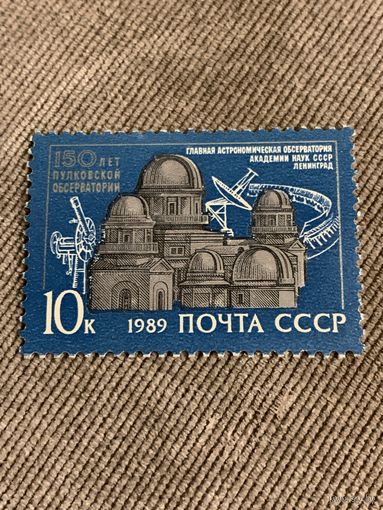 150 ЛЕТ
ПУЛКОВСКОЙ
ОБСЕРВАТОРИИ
ГЛАВНАЯ АСТРОНОМИЧЕСКАЯ ОБСЕРВАТОРИЯ
АКАДЕМИИ НАУК СССР
ЛЕНИНГРАД
10к 1989 ПОЧТА СССР